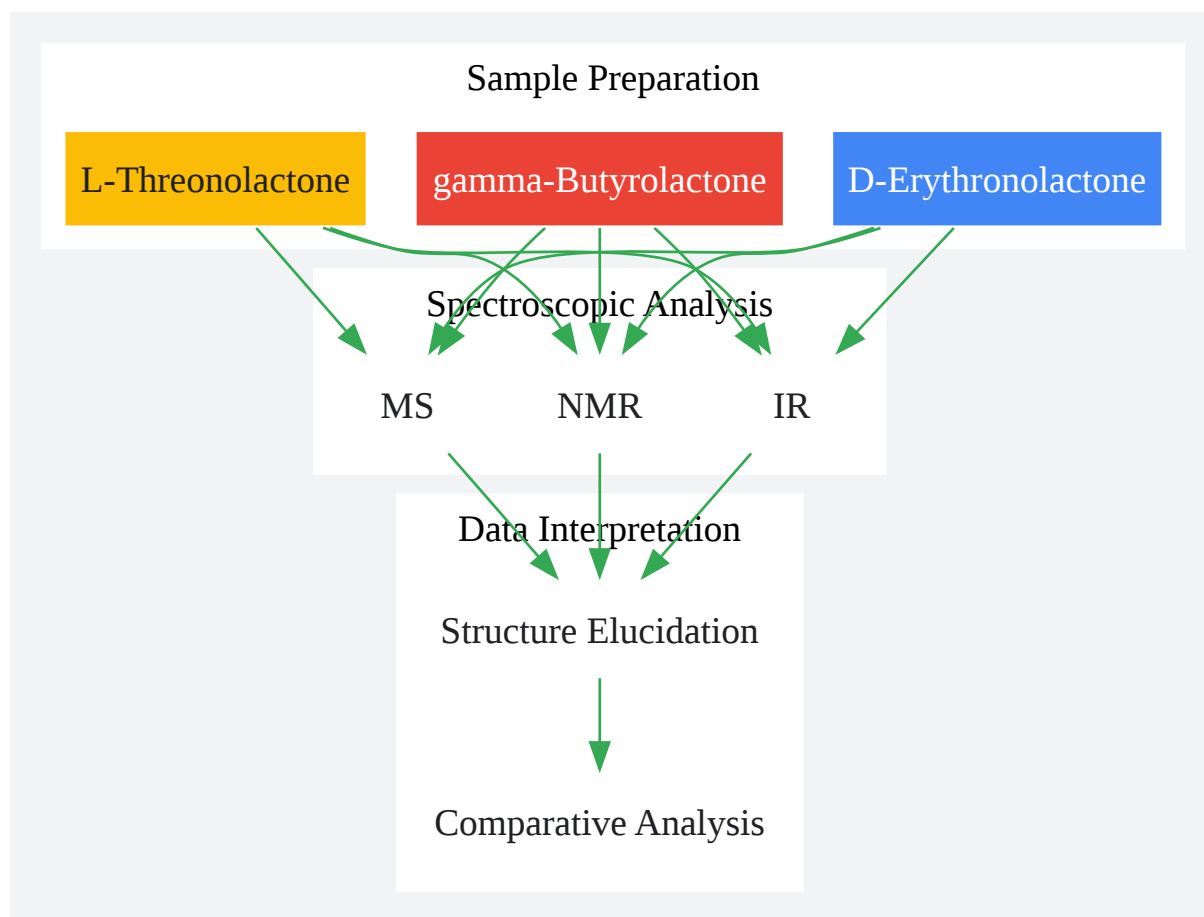 Sample Preparation
L-Threonolactone
gamma-Butyrolactone
D-Erythronolactone
Spectroscopic Analysis
MS
NMR
IR
Data Interpretation
Structure Elucidation
Comparative Analysis